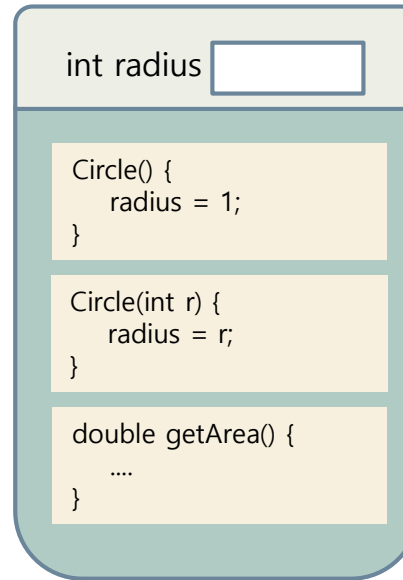 int radius
Circle() {
radius = 1;
}
Circle(int r) {
radius = r;
}
double getArea() {
....
}